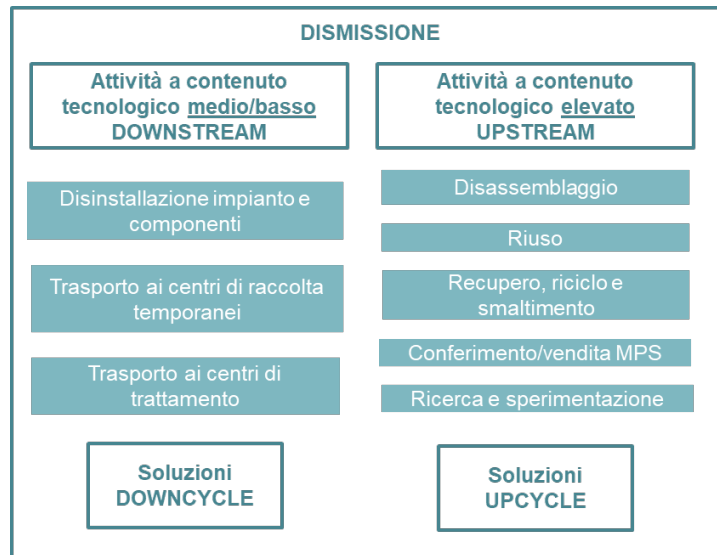 DISMISSIONE
Attività a contenuto
tecnologico medio/basso
DOWNSTREAM
Disinstallazione impianto e
componenti
Trasporto ai centri di raccolta
temporanei
Trasporto ai centri di
trattamento
Soluzioni
DOWNCYCLE
Attività a contenuto
tecnologico elevato
UPSTREAM
Disassemblaggio
Riuso
Recupero, riciclo e
smaltimento
Conferimento/vendita MPS
Ricerca e sperimentazione
Soluzioni
UPCYCLE